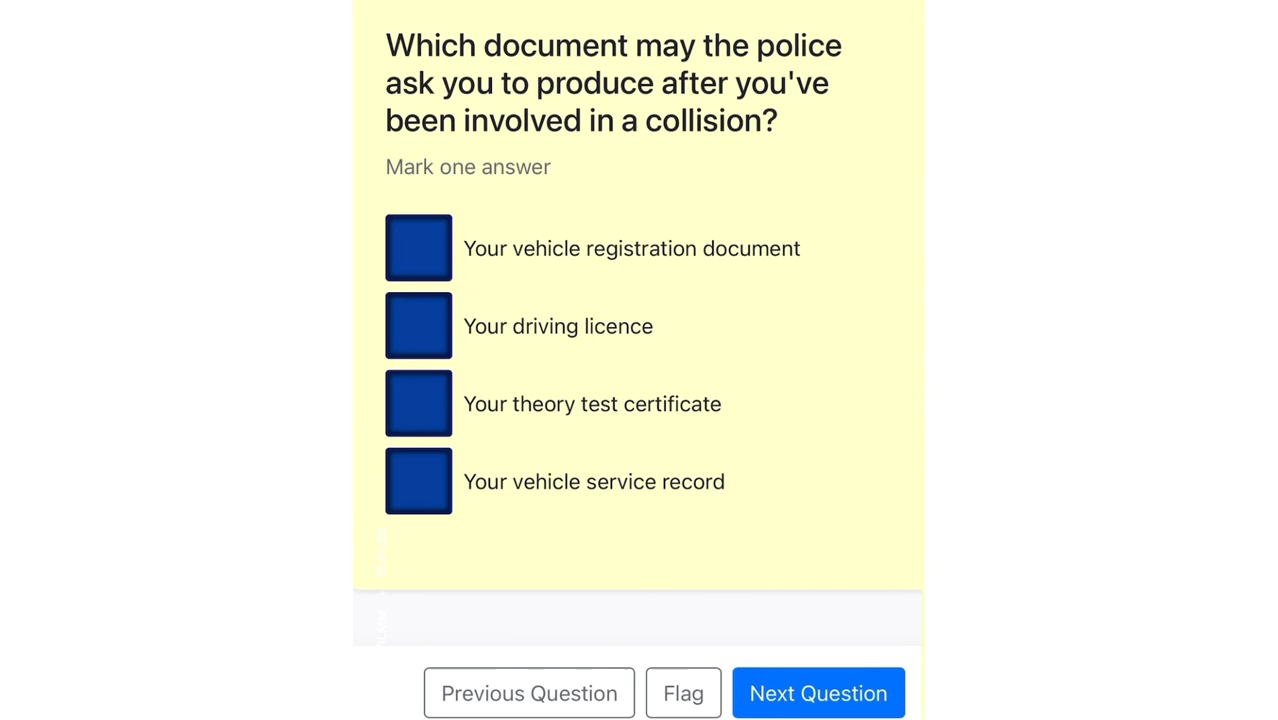 Which document may the police
ask you to produce after you've
been involved in a collision?
Mark one answer
Your vehicle registration document
Your driving licence
Your theory test certificate
Your vehicle service record
Previous Question
Flag
Next Question